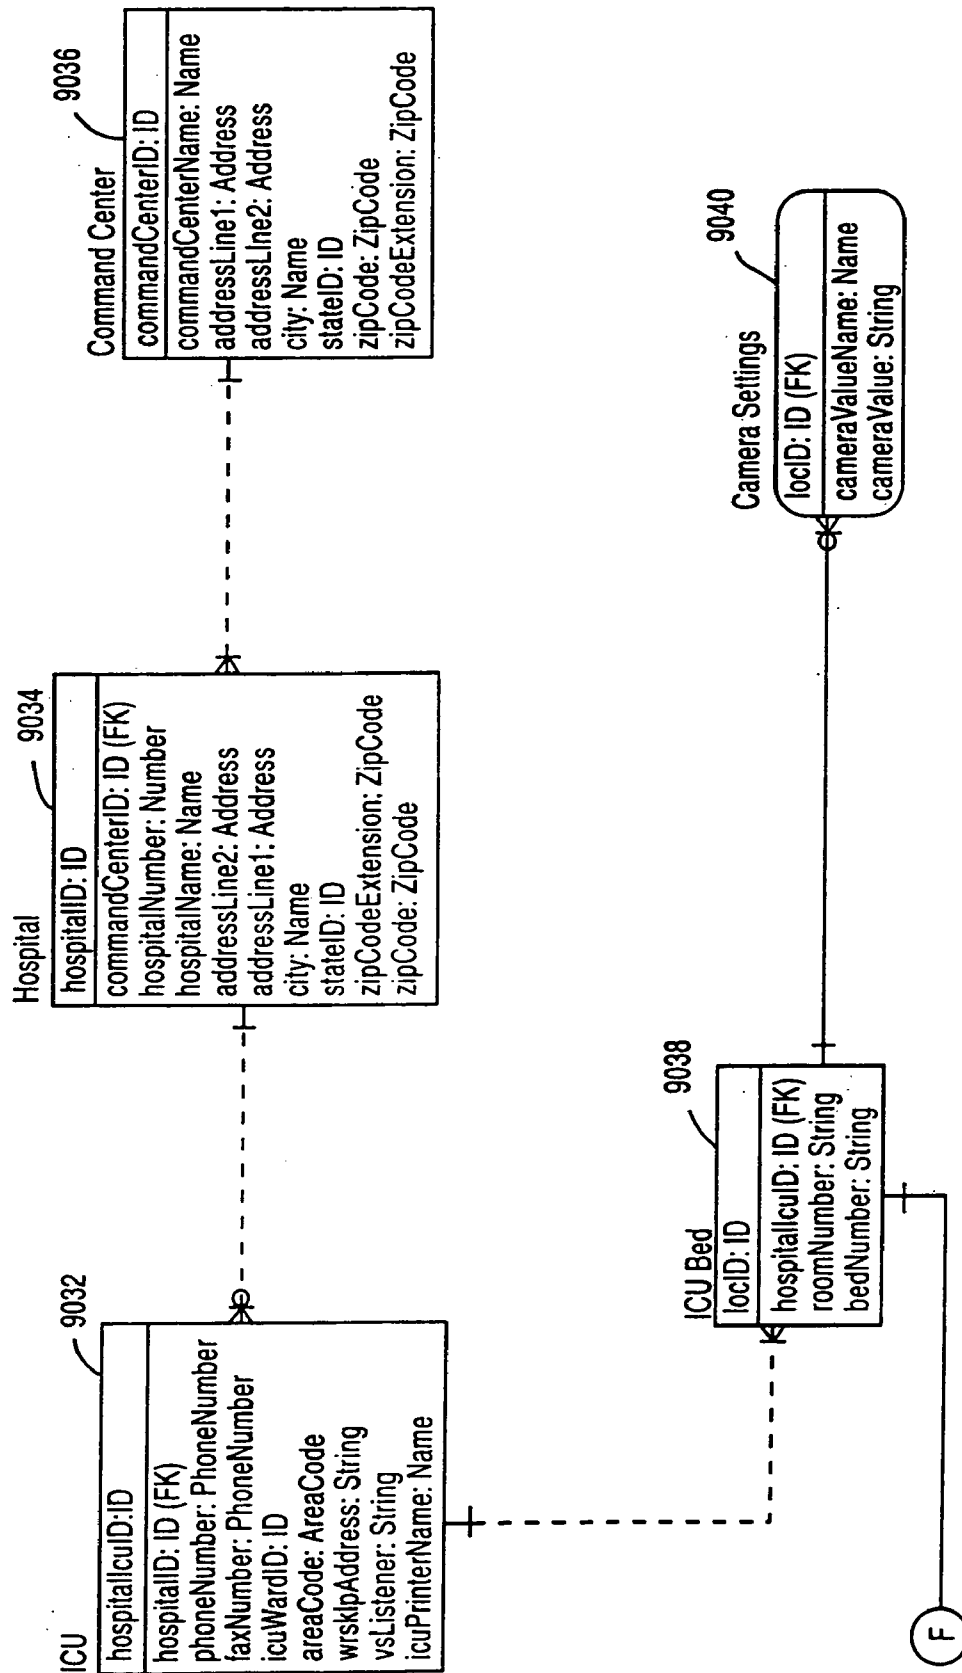 ICU
9032
hospitalIcuID:ID
hospitalID: ID (FK)
phoneNumber: PhoneNumber
faxNumber: PhoneNumber
icuWardID: ID
areaCode: AreaCode
wrskIpAddress: String
vsListener: String
icuPrinterName: Name
Hospital
9034
hospitalID: ID
commandCenterID: ID (FK)
hospitalNumber: Number
hospitalName: Name
addressLine2: Address
addressLine1: Address
city: Name
stateID: ID
zipCodeExtension: ZipCode
zipCode: ZipCode
Command Center
9036
commandCenterID: ID
commandCenterName: Name
addressLine1: Address
addressLIne2: Address
city: Name
stateID: ID
zipCode: ZipCode
zipCodeExtension: ZipCode
ICU Bed
9038
locID: ID
hospitalIcuID: ID (FK)
roomNumber: String
bedNumber: String
Camera Settings
9040
locID: ID (FK)
cameraValueName: Name
cameraValue: String
F